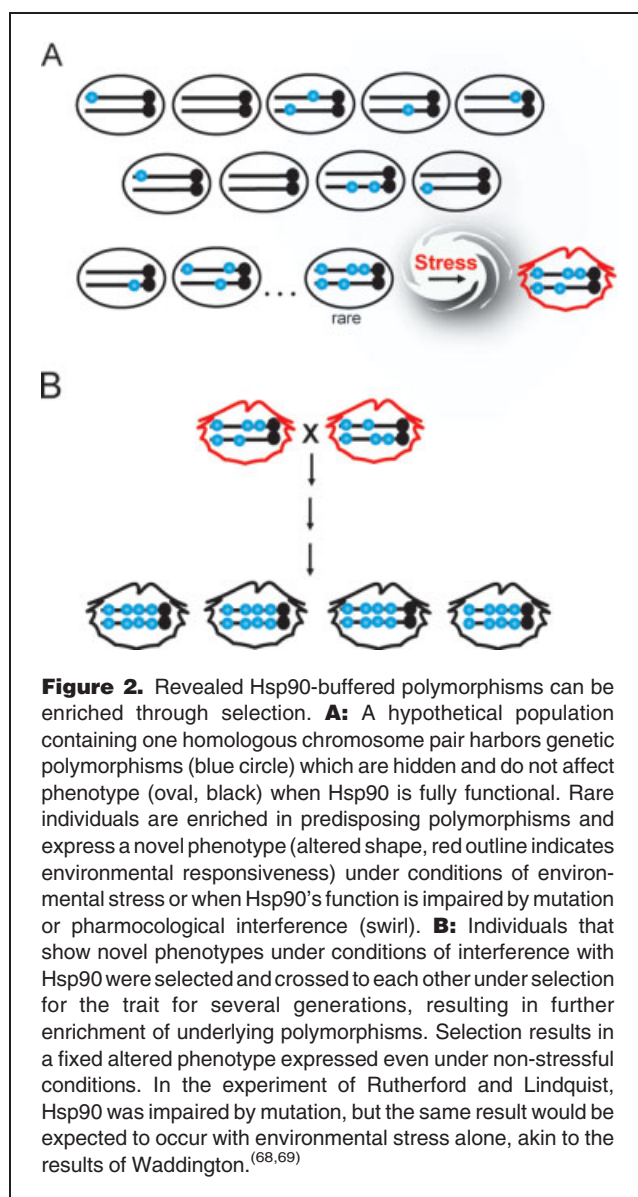 A
Stress
...
rare
B
X
Figure 2. Revealed Hsp90-buffered polymorphisms can be
enriched through selection. A: A hypothetical population
containing one homologous chromosome pair harbors genetic
polymorphisms (blue circle) which are hidden and do not affect
phenotype (oval, black) when Hsp90 is fully functional. Rare
individuals are enriched in predisposing polymorphisms and
express a novel phenotype (altered shape, red outline indicates
environmental responsiveness) under conditions of environ-
mental stress or when Hsp90's function is impaired by mutation
or pharmocological interference (swirl). B: Individuals that
show novel phenotypes under conditions of interference with
Hsp90 were selected and crossed to each other under selection
for the trait for several generations, resulting in further
enrichment of underlying polymorphisms. Selection results in
a fixed altered phenotype expressed even under non-stressful
conditions. In the experiment of Rutherford and Lindquist,
Hsp90 was impaired by mutation, but the same result would be
expected to occur with environmental stress alone, akin to the
results of Waddington.(68,69)